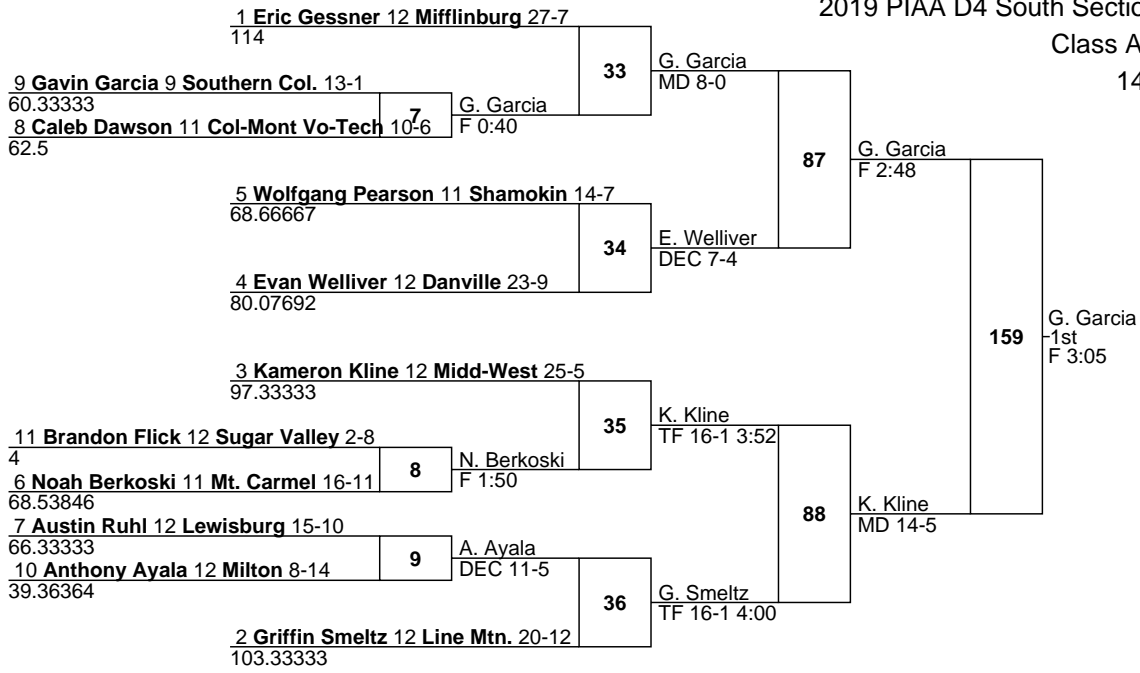 2019 PIAA D4 South Sectio
Class A
14
1 Eric Gessner 12 Mifflinburg 27-7
114
33
G. Garcia
MD 8-0
9 Gavin Garcia 9 Southern Col. 13-1
60.33333
7
G. Garcia
F 0:40
8 Caleb Dawson 11 Col-Mont Vo-Tech 10-6
62.5
87
G. Garcia
F 2:48
5 Wolfgang Pearson 11 Shamokin 14-7
68.66667
34
E. Welliver
DEC 7-4
4 Evan Welliver 12 Danville 23-9
80.07692
159
G. Garcia
1st
F 3:05
3 Kameron Kline 12 Midd-West 25-5
97.33333
35
K. Kline
TF 16-1 3:52
11 Brandon Flick 12 Sugar Valley 2-8
4
8
N. Berkoski
F 1:50
6 Noah Berkoski 11 Mt. Carmel 16-11
68.53846
88
K. Kline
MD 14-5
7 Austin Ruhl 12 Lewisburg 15-10
66.33333
9
A. Ayala
DEC 11-5
10 Anthony Ayala 12 Milton 8-14
39.36364
36
G. Smeltz
TF 16-1 4:00
2 Griffin Smeltz 12 Line Mtn. 20-12
103.33333